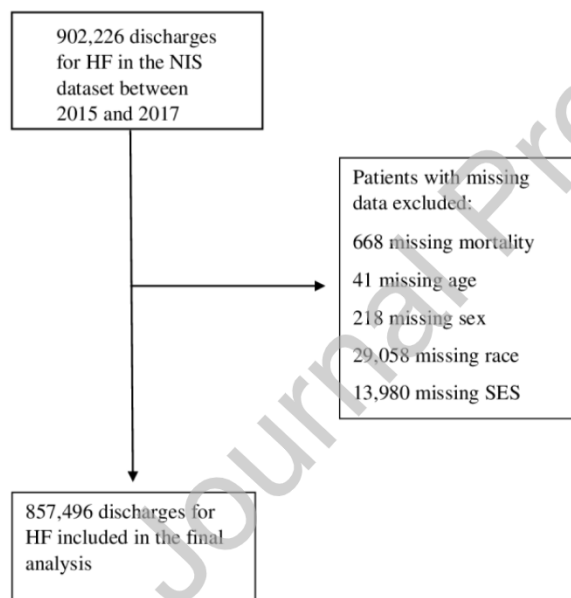 902,226 discharges
for HF in the NIS
dataset between
2015 and 2017
Patients with missing
data excluded:
668 missing mortality
41 missing age
218 missing sex
29,058 missing race
13,980 missing SES
857,496 discharges for
HF included in the final
analysis
Journal Pre